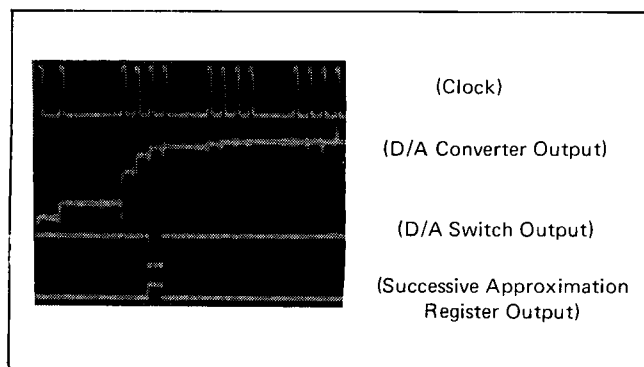 (Clock)
(D/A Converter Output)
(D/A Switch Output)
(Successive Approximation
Register Output)